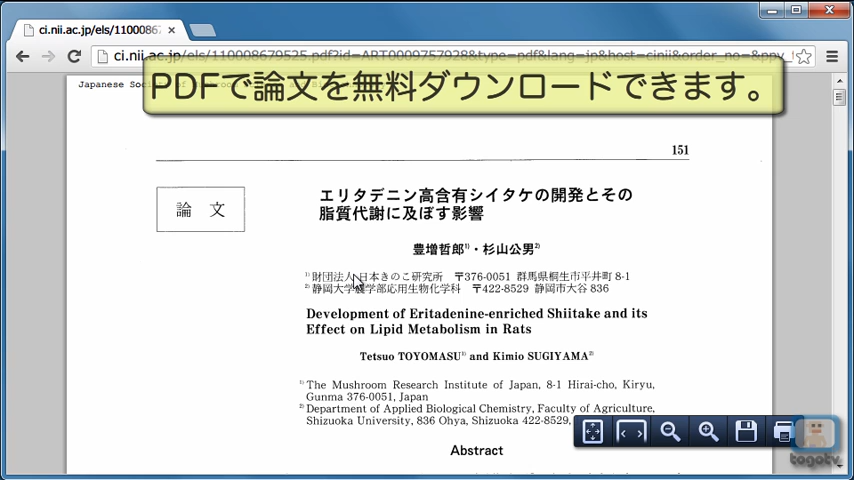 ci.nii.ac.jp/els/11000867
ci.nii.ac.jp/els/110008679525.pdf?id=ART0009757928&type=pdf&lang=jp&host=cinii&order_no=&ppv_
PDFで論文を無料ダウンロードできます。
Japanese
151
論 文
エリタデニン高含有シイタケの開発とその
脂質代謝に及ぼす影響
豊増哲郎1)・杉山公男2)
1)財団法人 日本きのこ研究所 〒376-0051 群馬県桐生市平井町 8-1
2)静岡大学農学部応用生物化学科 〒422-8529 静岡市大谷 836
Development of Eritadenine-enriched Shiitake and its
Effect on Lipid Metabolism in Rats
Tetsuo TOYOMASU1) and Kimio SUGIYAMA2)
1) The Mushroom Research Institute of Japan, 8-1 Hirai-cho, Kiryu,
Gunma 376-0051, Japan
2) Department of Applied Biological Chemistry, Faculty of Agriculture,
Shizuoka University, 836 Ohya, Shizuoka 422-8529,
Abstract
togotv